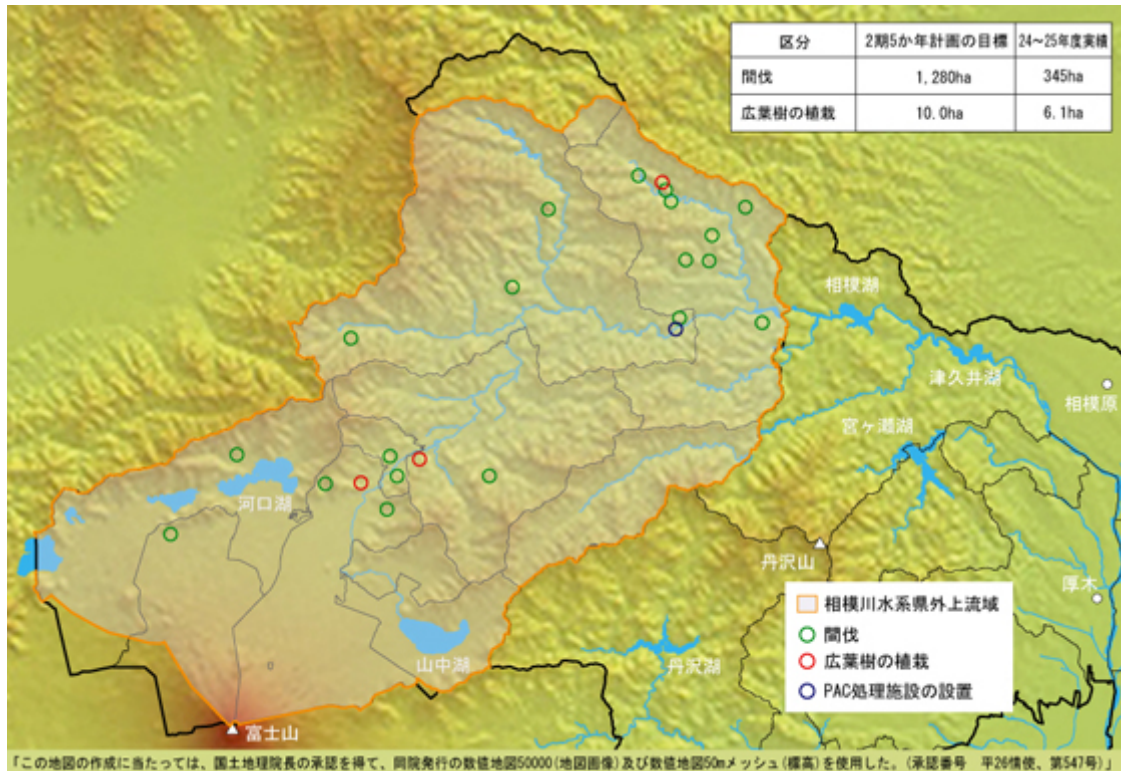 区分 2期5か年計画の目標 24～25年度実績
間伐 1,280ha 345ha
広葉樹の植栽 10.0ha 6.1ha
相模湖
津久井湖
相模原
宮ヶ瀬湖
河口湖
丹沢山
厚木
相模川水系県外上流域
間伐
広葉樹の植栽
PAC処理施設の設置
山中湖
丹沢湖
富士山
「この地図の作成に当たっては、国土地理院長の承認を得て、同院発行の数値地図50000(地図画像)及び数値地図50mメッシュ(標高)を使用した。(承認番号 平26情使、第547号)」